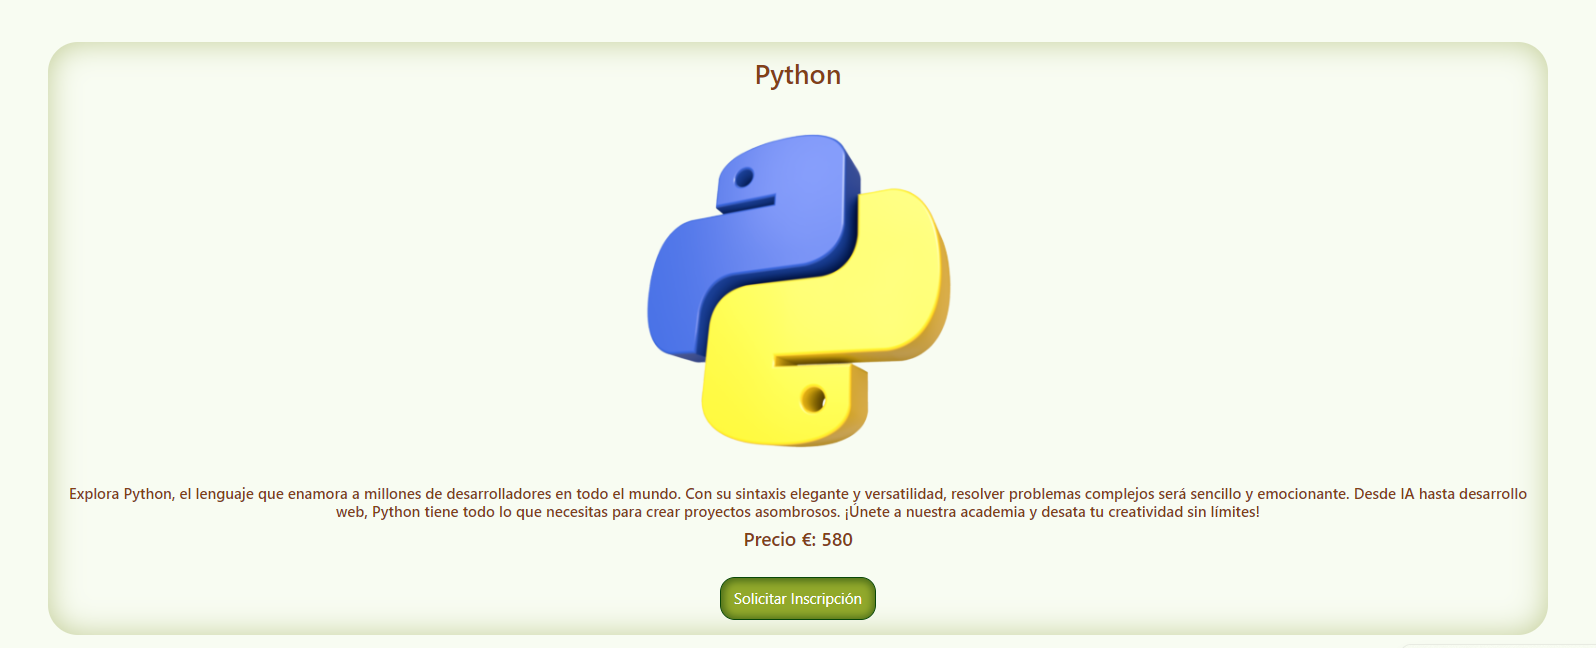 Python
Explora Python, el lenguaje que enamora a millones de desarrolladores en todo el mundo. Con su sintaxis elegante y versatilidad, resolver problemas complejos será sencillo y emocionante. Desde IA hasta desarrollo
web, Python tiene todo lo que necesitas para crear proyectos asombrosos. ¡Únete a nuestra academia y desata tu creatividad sin límites!
Precio €: 580
Solicitar Inscripción